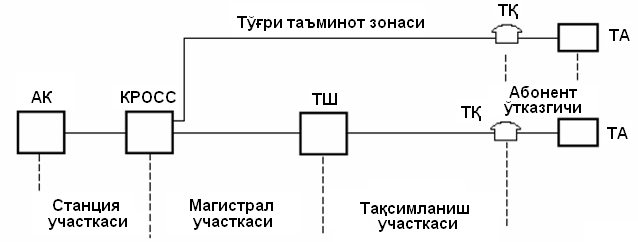 Тўғри таъминот зонаси
ТҚ
ТА
АК
КРОСС
ТШ
ТҚ
Абонент
ўтказгичи
ТА
Станция
участкаси
Магистрал
участкаси
Тақсимланиш
участкаси